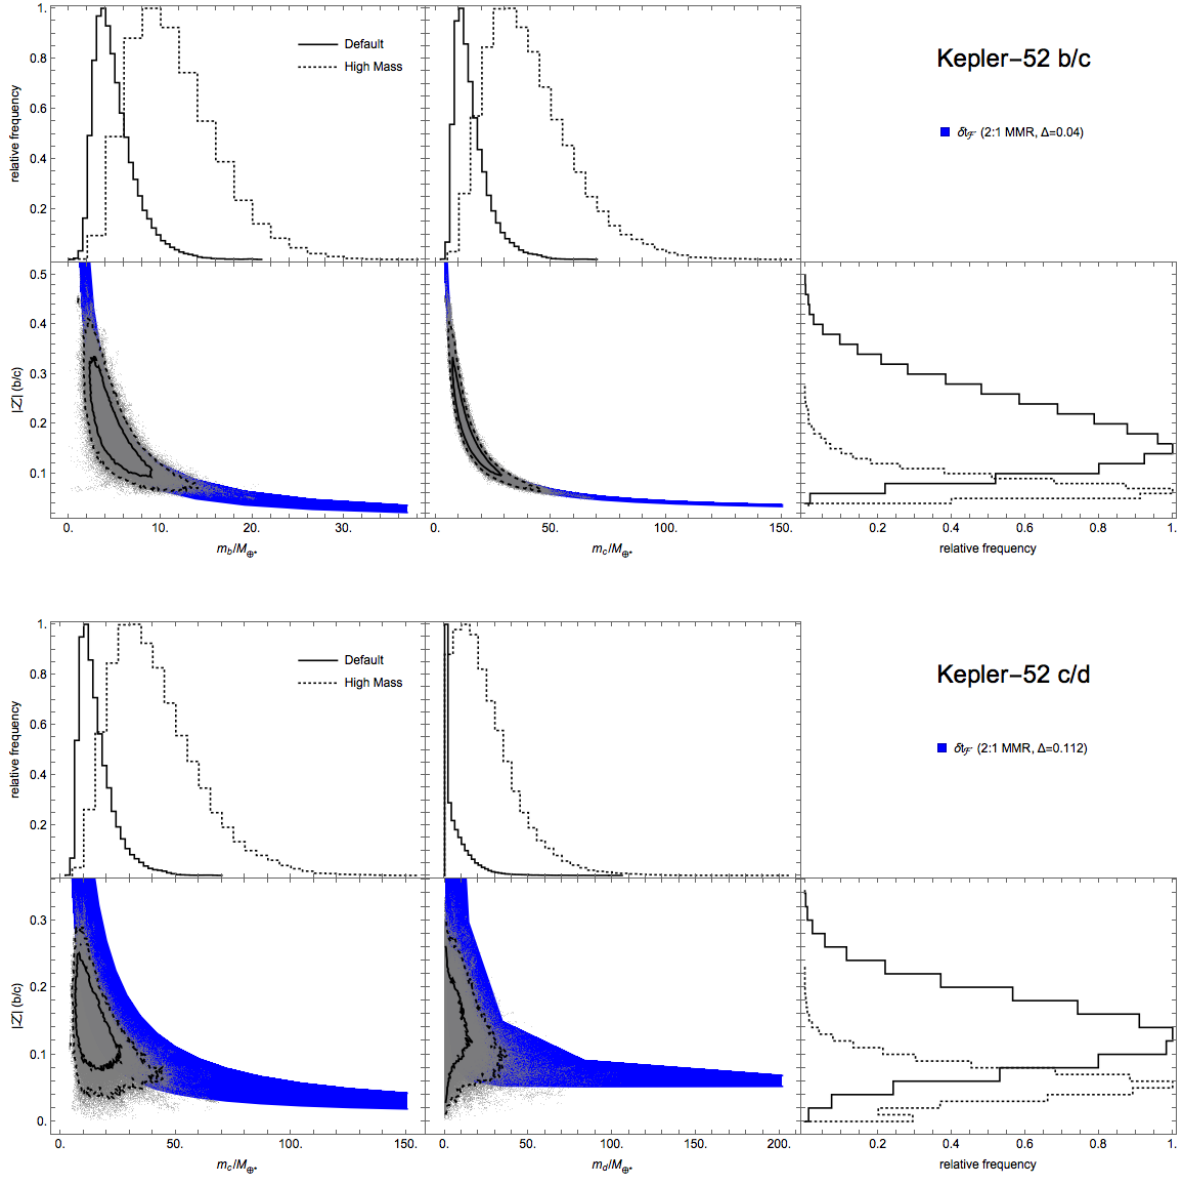 1.
0.8
0.6
0.4
0.2
relative frequency
Default
High Mass
Kepler-52 b/c
δt𝓕 (2:1 MMR, Δ=0.04)
0.5
0.4
0.3
0.2
0.1
|Z| (b/c)
0. 10. 20. 30.
m_b/M_⊕*
0. 50. 100. 150.
m_c/M_⊕*
0.2 0.4 0.6 0.8 1.
relative frequency
1.
0.8
0.6
0.4
0.2
relative frequency
Default
High Mass
Kepler-52 c/d
δt𝓕 (2:1 MMR, Δ=0.112)
0.3
0.2
0.1
0.
|Z| (b/c)
0. 50. 100. 150.
m_c/M_⊕*
0. 50. 100. 150. 200.
m_d/M_⊕*
0.2 0.4 0.6 0.8 1.
relative frequency